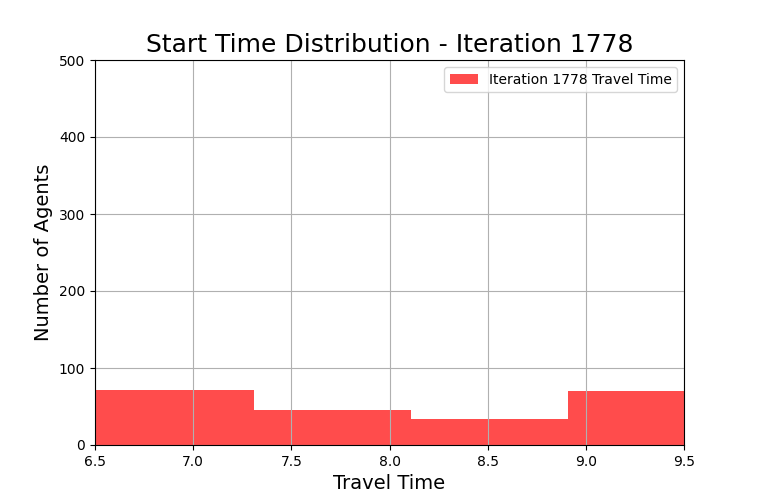 Start Time Distribution - Iteration 1778
Iteration 1778 Travel Time
Number of Agents
500
400
300
200
100
0
6.5 7.0 7.5 8.0 8.5 9.0 9.5
Travel Time